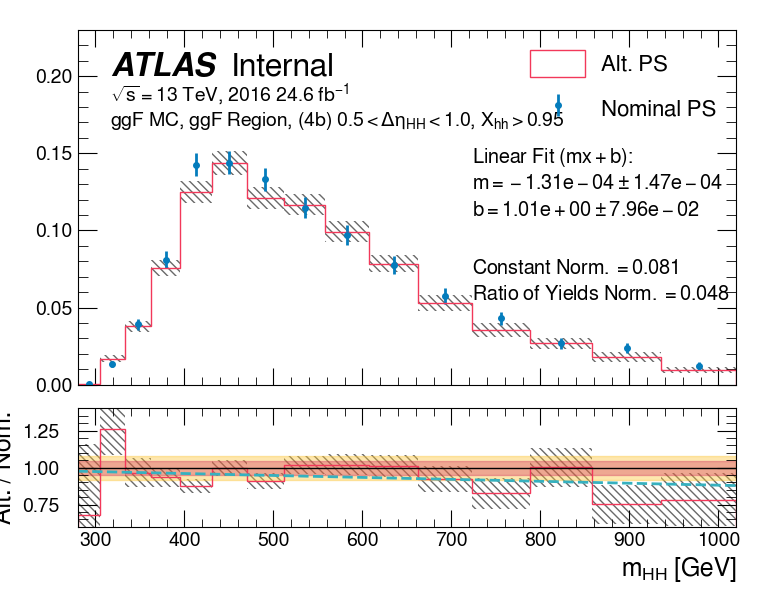 ATLAS Internal
√s = 13 TeV, 2016 24.6 fb⁻¹
ggF MC, ggF Region, (4b) 0.5 < Δη_HH < 1.0, X_hh > 0.95
Alt. PS
Nominal PS
Linear Fit (mx + b):
m = − 1.31e − 04 ± 1.47e − 04
b = 1.01e + 00 ± 7.96e − 02
Constant Norm. = 0.081
Ratio of Yields Norm. = 0.048
0.20
0.15
0.10
0.05
0.00
Alt. / Nom.
1.25
1.00
0.75
300 400 500 600 700 800 900 1000
m_HH [GeV]